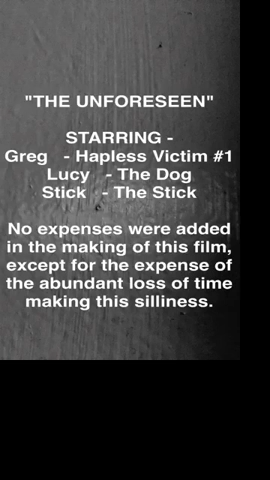 "THE UNFORESEEN"
STARRING -
Greg - Hapless Victim #1
Lucy - The Dog
Stick - The Stick
No expenses were added
in the making of this film,
except for the expense of
the abundant loss of time
making this silliness.